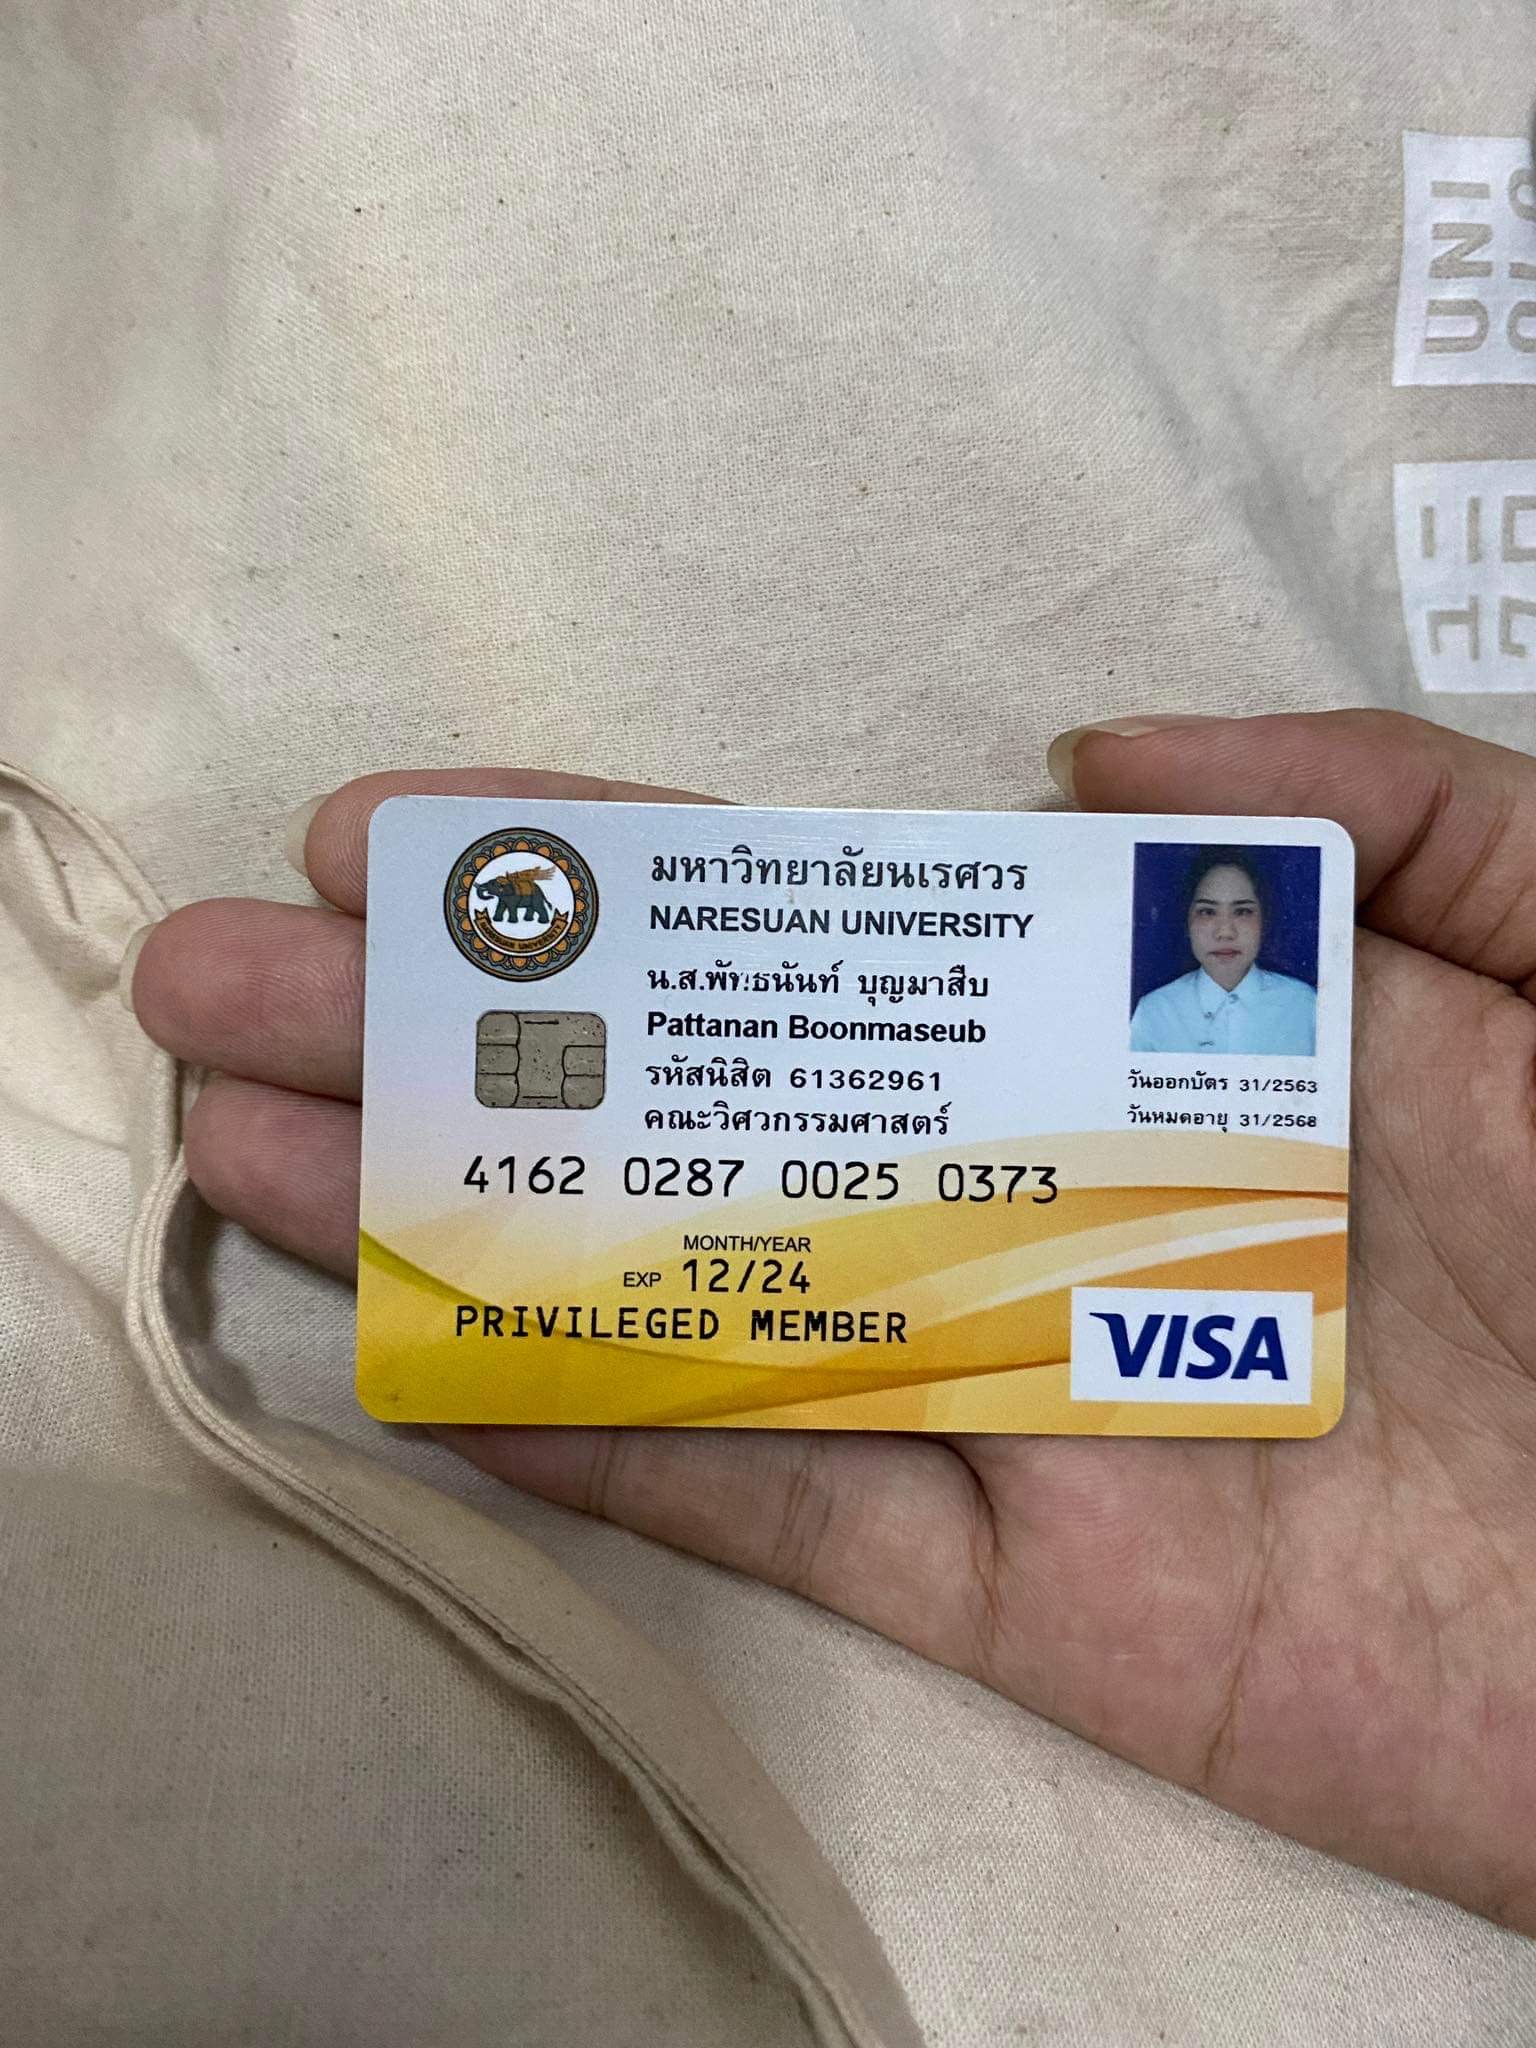 มหาวิทยาลัยนเรศวร
NARESUAN UNIVERSITY
NARESUAN UNIVERSITY
น.ส.พัทธนันท์ บุญมาสืบ
Pattanan Boonmaseub
รหัสนิสิต 61362961
คณะวิศวกรรมศาสตร์
วันออกบัตร 31/2563
วันหมดอายุ 31/2568
4162 0287 0025 0373
MONTH/YEAR
EXP 12/24
PRIVILEGED MEMBER
VISA
UNI